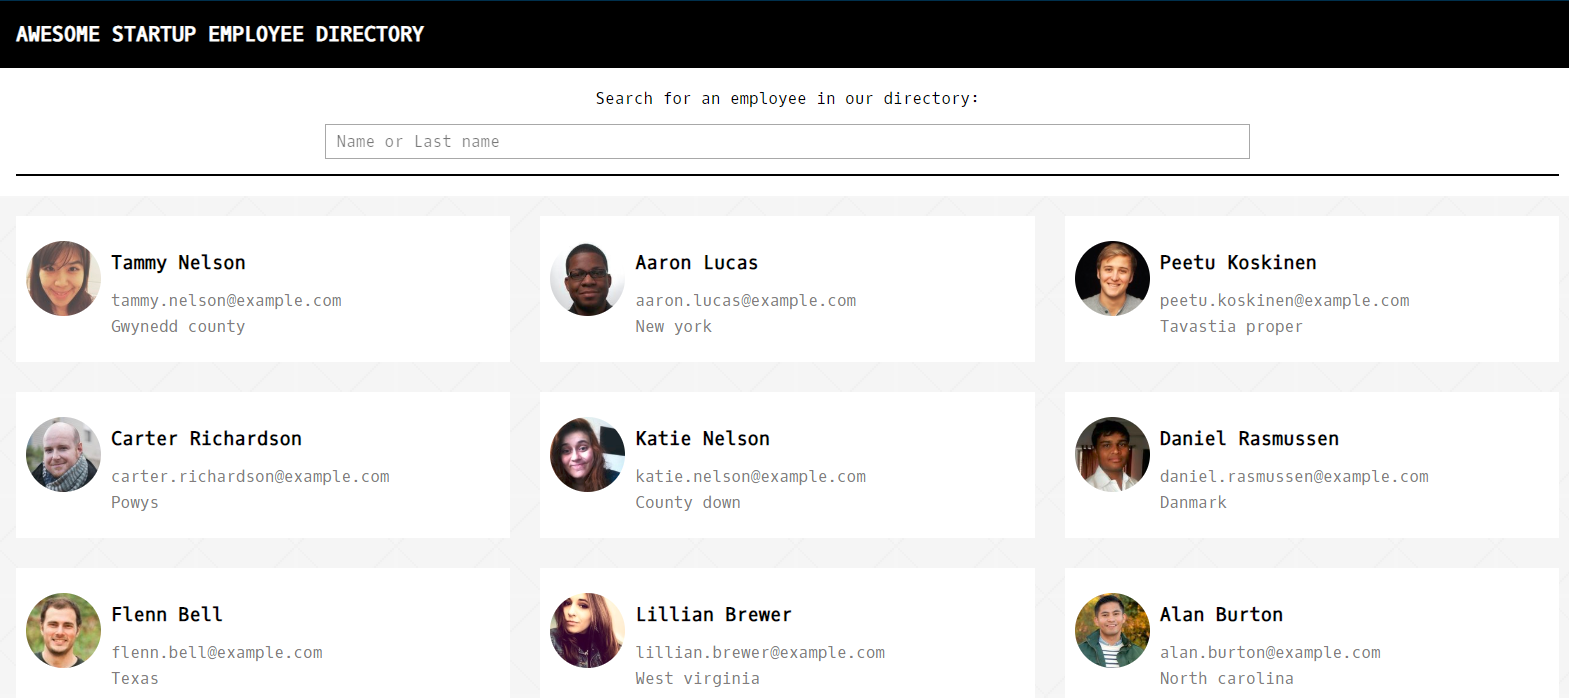 AWESOME STARTUP EMPLOYEE DIRECTORY
Search for an employee in our directory:
Name or Last name
Tammy Nelson
tammy.nelson@example.com
Gwynedd county
Aaron Lucas
aaron.lucas@example.com
New york
Peetu Koskinen
peetu.koskinen@example.com
Tavastia proper
Carter Richardson
carter.richardson@example.com
Powys
Katie Nelson
katie.nelson@example.com
County down
Daniel Rasmussen
daniel.rasmussen@example.com
Danmark
Flenn Bell
flenn.bell@example.com
Texas
Lillian Brewer
lillian.brewer@example.com
West virginia
Alan Burton
alan.burton@example.com
North carolina